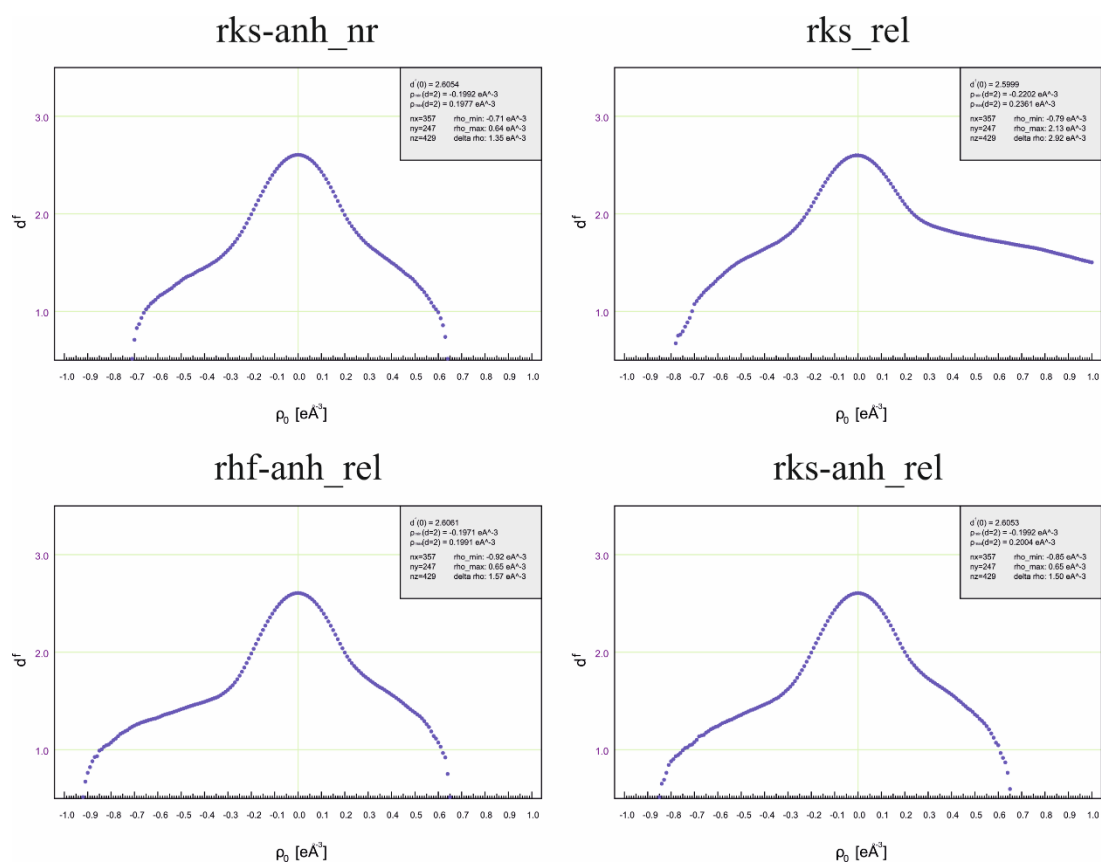 rks-anh_nr
d^f(0) = 2.6054
ρmin(d=2) = -0.1992 eA^-3
ρmax(d=2) = 0.1977 eA^-3
nx=357 rho_min: -0.71 eA^-3
ny=247 rho_max: 0.64 eA^-3
nz=429 delta rho: 1.35 eA^-3
3.0
2.0
1.0
d^f
-1.0 -0.9 -0.8 -0.7 -0.6 -0.5 -0.4 -0.3 -0.2 -0.1 0.0 0.1 0.2 0.3 0.4 0.5 0.6 0.7 0.8 0.9 1.0
ρ₀ [eÅ⁻³]
rks_rel
d^f(0) = 2.5999
ρmin(d=2) = -0.2202 eA^-3
ρmax(d=2) = 0.2361 eA^-3
nx=357 rho_min: -0.79 eA^-3
ny=247 rho_max: 2.13 eA^-3
nz=429 delta rho: 2.92 eA^-3
3.0
2.0
1.0
d^f
-1.0 -0.9 -0.8 -0.7 -0.6 -0.5 -0.4 -0.3 -0.2 -0.1 0.0 0.1 0.2 0.3 0.4 0.5 0.6 0.7 0.8 0.9 1.0
ρ₀ [eÅ⁻³]
rhf-anh_rel
d^f(0) = 2.6061
ρmin(d=2) = -0.1971 eA^-3
ρmax(d=2) = 0.1991 eA^-3
nx=357 rho_min: -0.92 eA^-3
ny=247 rho_max: 0.65 eA^-3
nz=429 delta rho: 1.57 eA^-3
3.0
2.0
1.0
d^f
-1.0 -0.9 -0.8 -0.7 -0.6 -0.5 -0.4 -0.3 -0.2 -0.1 0.0 0.1 0.2 0.3 0.4 0.5 0.6 0.7 0.8 0.9 1.0
ρ₀ [eÅ⁻³]
rks-anh_rel
d^f(0) = 2.6053
ρmin(d=2) = -0.1992 eA^-3
ρmax(d=2) = 0.2004 eA^-3
nx=357 rho_min: -0.85 eA^-3
ny=247 rho_max: 0.65 eA^-3
nz=429 delta rho: 1.50 eA^-3
3.0
2.0
1.0
d^f
-1.0 -0.9 -0.8 -0.7 -0.6 -0.5 -0.4 -0.3 -0.2 -0.1 0.0 0.1 0.2 0.3 0.4 0.5 0.6 0.7 0.8 0.9 1.0
ρ₀ [eÅ⁻³]